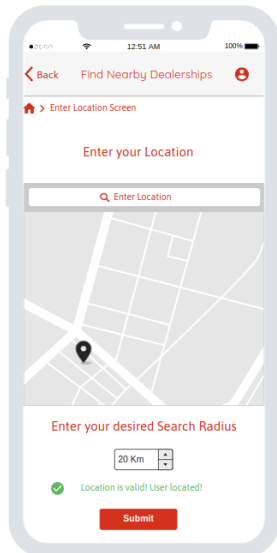 12:51 AM
100%
Back
Find Nearby Dealerships
Enter Location Screen
Enter your Location
Enter Location
Enter your desired Search Radius
20 Km
Location is valid! User located!
Submit